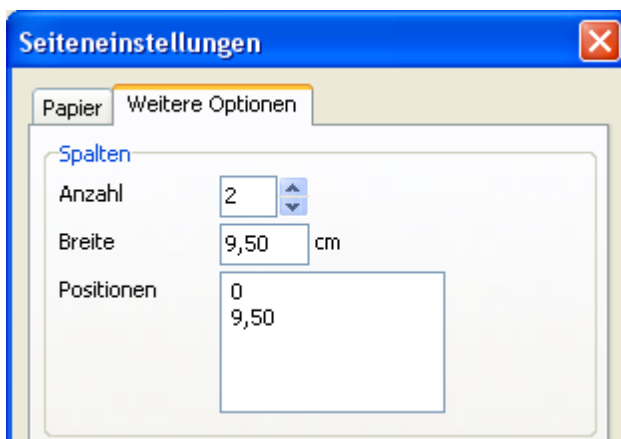 Seiteneinstellungen
Papier Weitere Optionen
Spalten
Anzahl 2
Breite 9,50 cm
Positionen 0
9,50